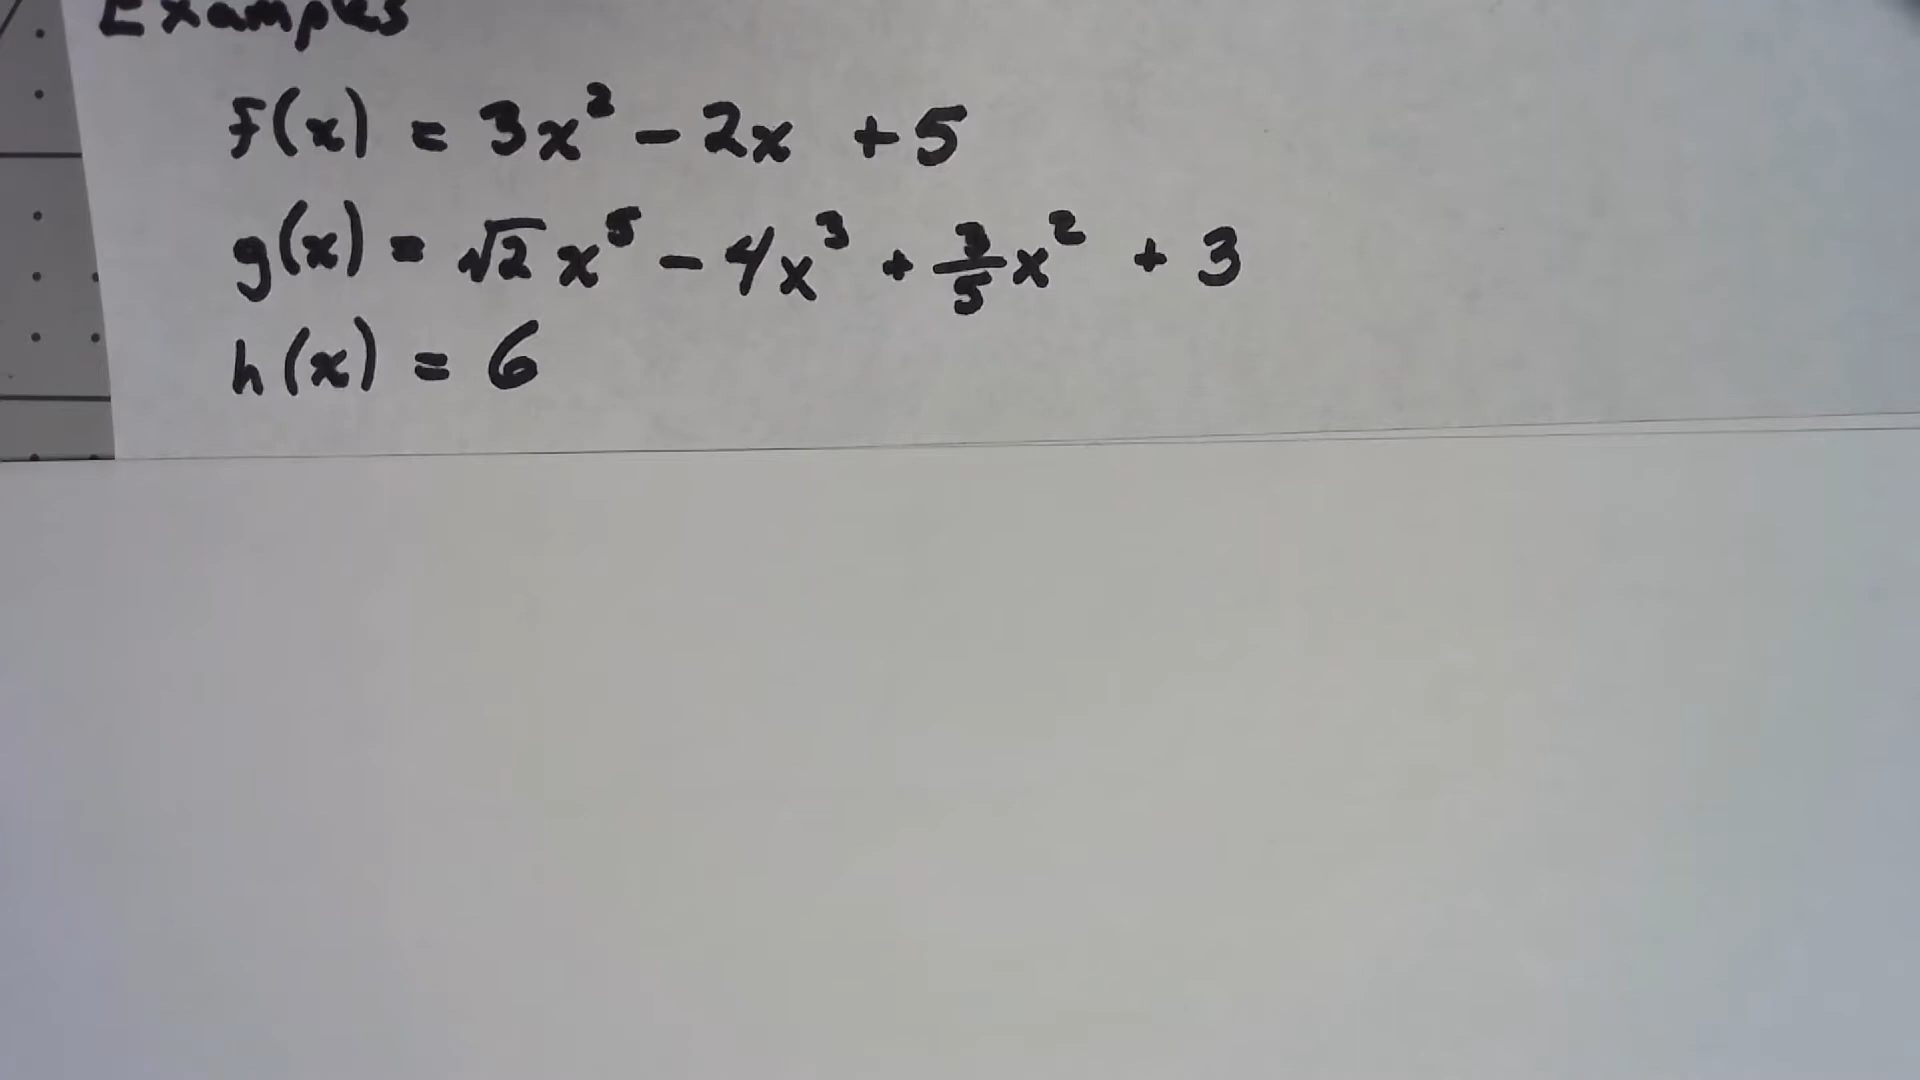 Examples
f(x) = 3x² - 2x + 5
g(x) = √2 x⁵ - 4x³ + 3/5 x² + 3
h(x) = 6